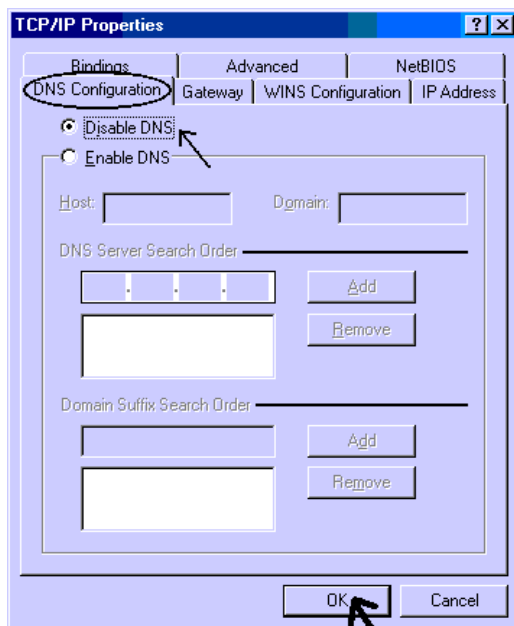 TCP/IP Properties
Bindings Advanced NetBIOS
DNS Configuration Gateway WINS Configuration IP Address
Disable DNS
Enable DNS
Host: Domain:
DNS Server Search Order
. . . Add
Remove
Domain Suffix Search Order
Add
Remove
OK Cancel